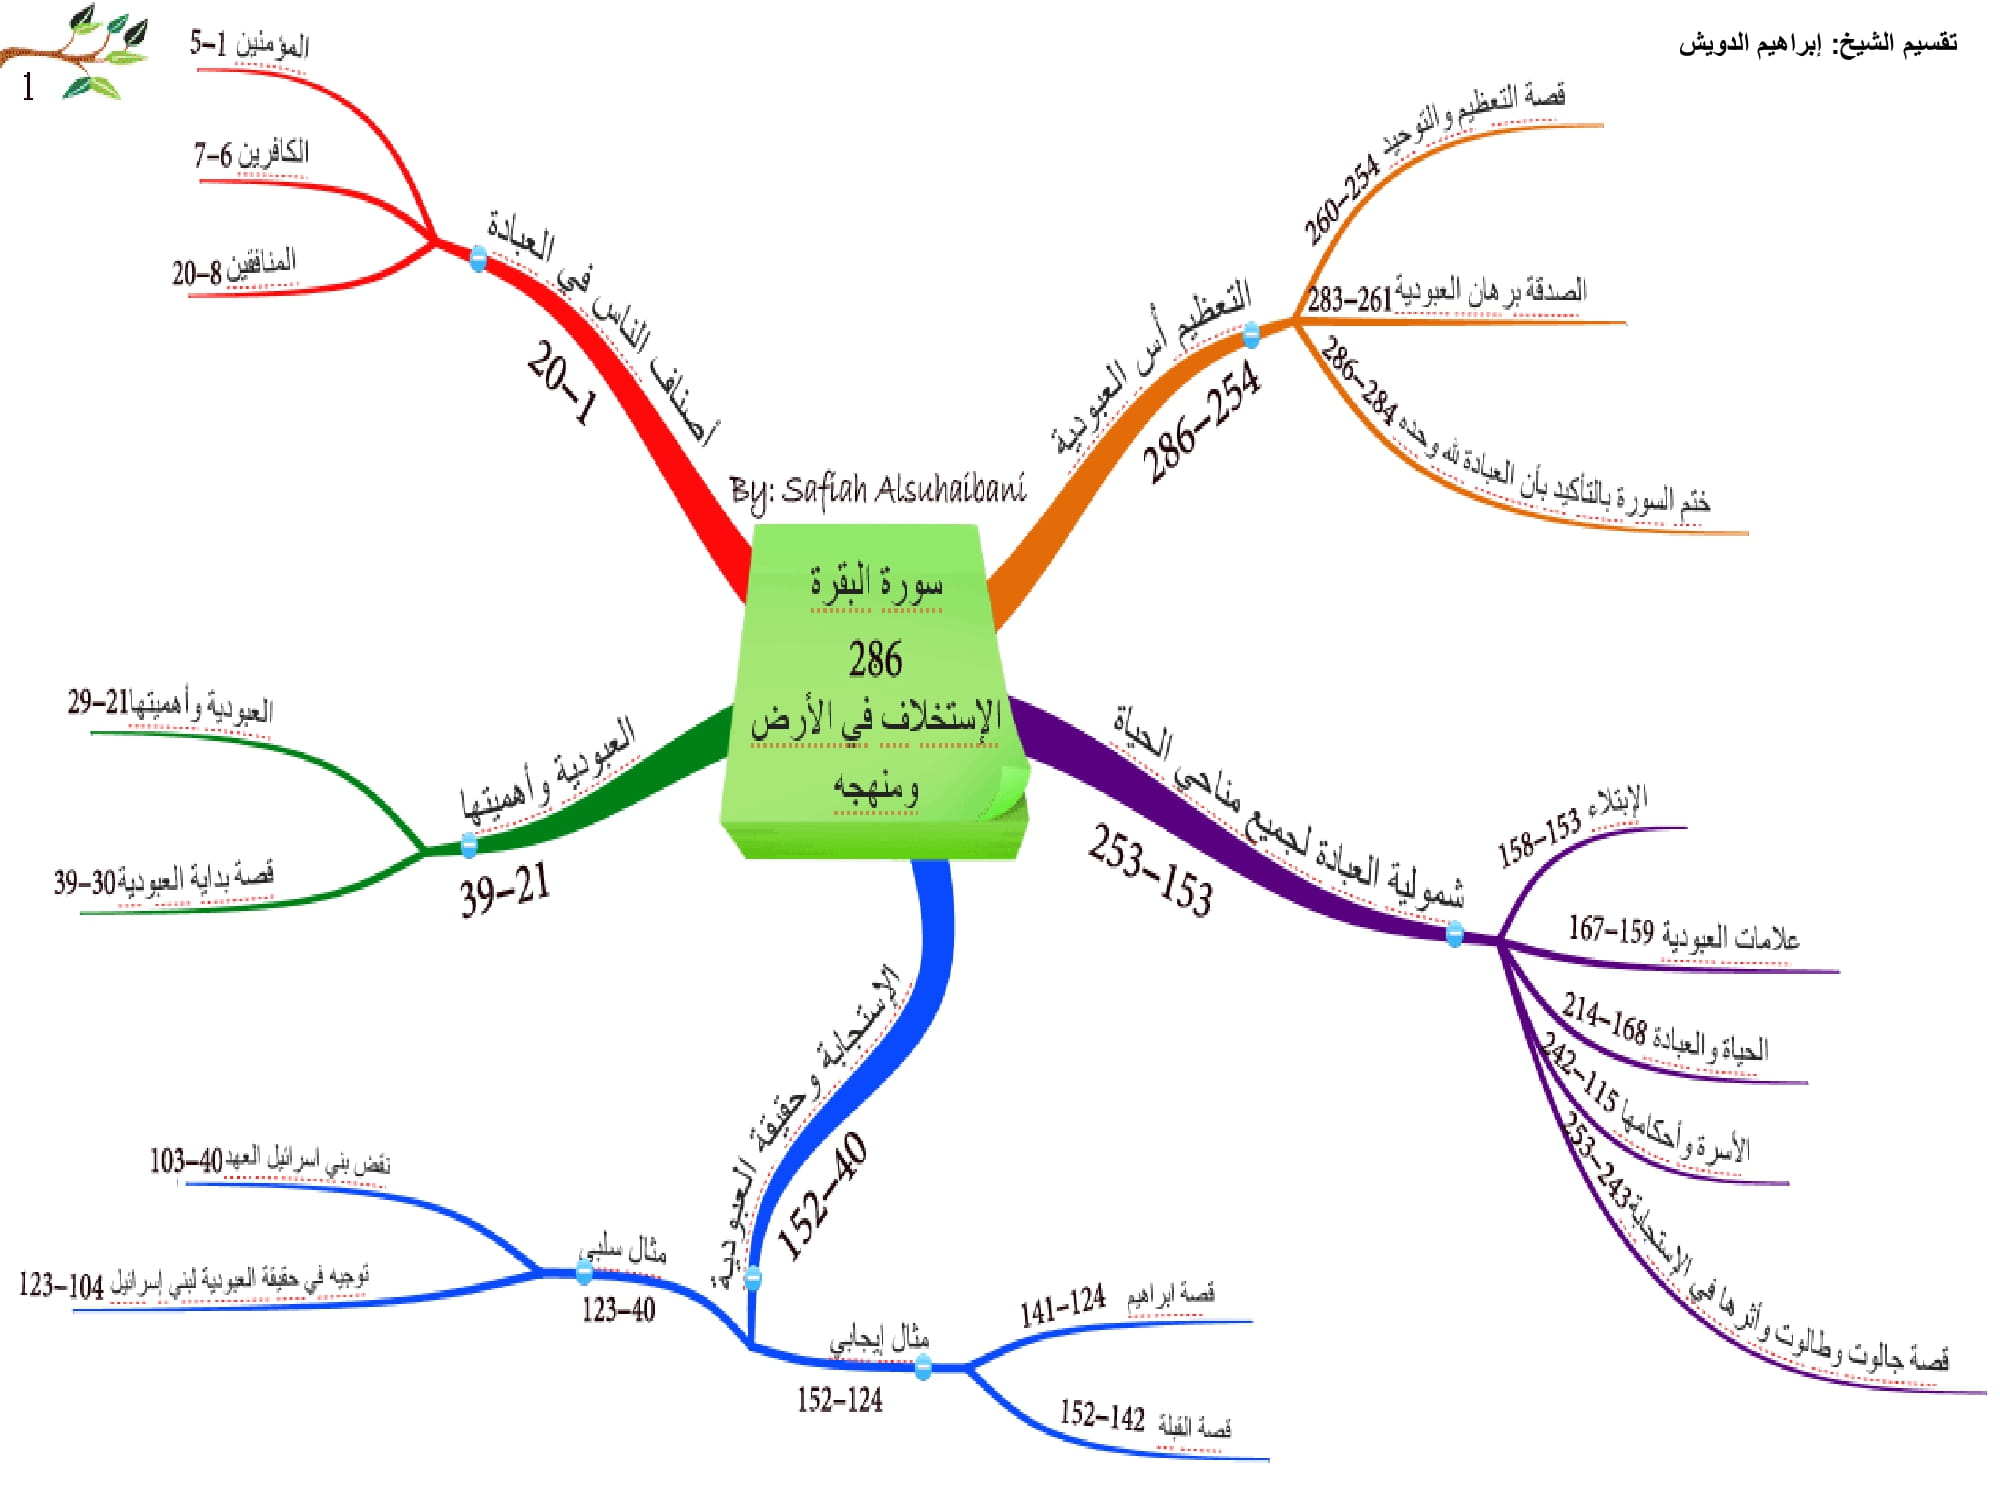 1
تقسيم الشيخ: إبراهيم الدويش
By: Safiah Alsuhaibani
سورة البقرة
286
الإستخلاف في الأرض
ومنهجه
أصناف الناس في العبادة
20-1
المؤمنين 1-5
الكافرين 6-7
المنافقين 8-20
العبودية وأهميتها
39-21
العبودية وأهميتها 21-29
قصة بداية العبودية 30-39
الإستجابة وحقيقة العبودية
152-40
مثال سلبي
123-40
نقض بني اسرائيل العهد 40-103
توجيه في حقيقة العبودية لبني إسرائيل 104-123
مثال إيجابي
152-124
قصة ابراهيم 124-141
قصة القبلة 142-152
شمولية العبادة لجميع مناحي الحياة
253-153
الإبتلاء 153-158
علامات العبودية 159-167
الحياة والعبادة 168-214
الأسرة وأحكامها 115-242
قصة جالوت وطالوت وأثرها في الإستجابة 243-253
التعظيم أس العبودية
286-254
قصة التعظيم والتوحيد 254-260
الصدقة برهان العبودية 261-283
ختم السورة بالتأكيد بأن العبادة لله وحده 284-286